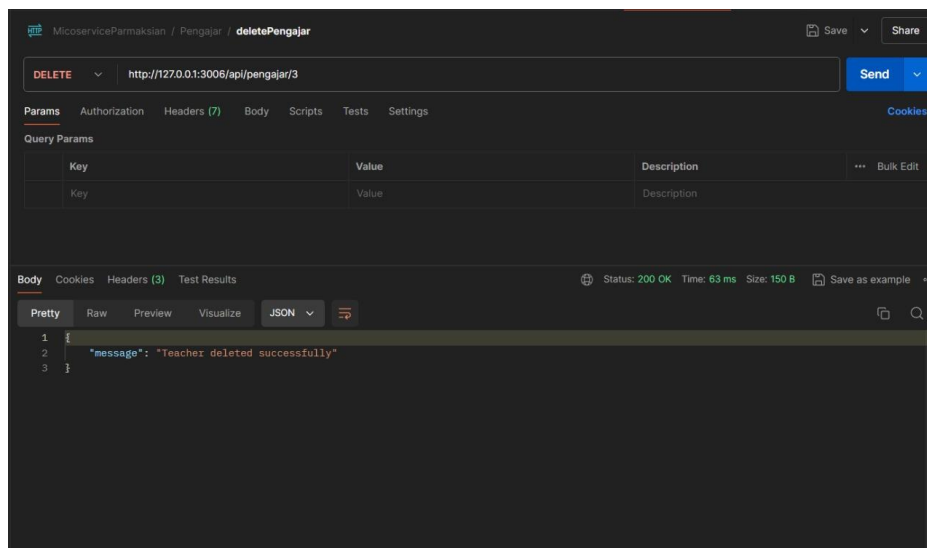 HTTP MicoserviceParmaksian / Pengajar / deletePengajar Save Share
DELETE http://127.0.0.1:3006/api/pengajar/3 Send
Params Authorization Headers (7) Body Scripts Tests Settings Cookies
Query Params
Key Value Description ••• Bulk Edit
Key Value Description
Body Cookies Headers (3) Test Results Status: 200 OK Time: 63 ms Size: 150 B Save as example
Pretty Raw Preview Visualize JSON
1 {
2 "message": "Teacher deleted successfully"
3 }